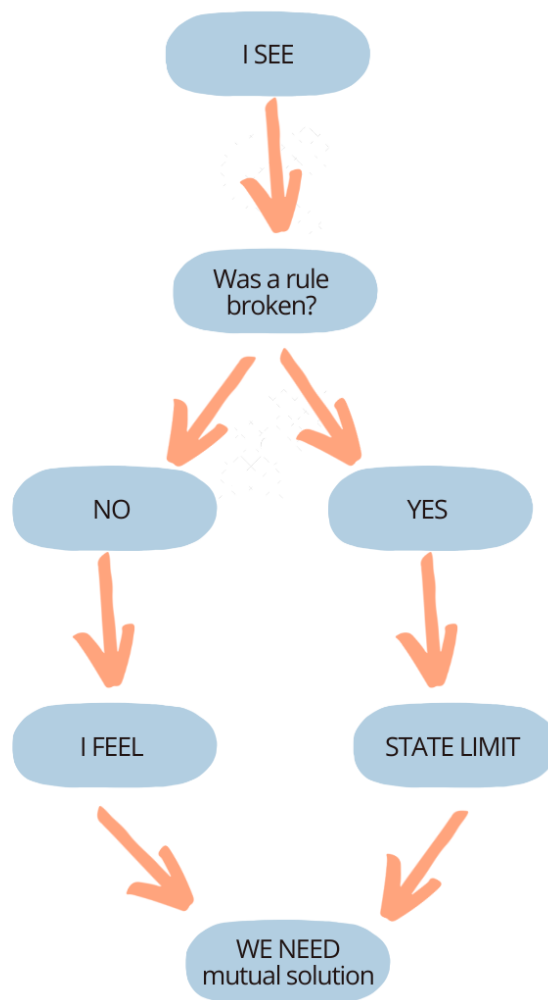 I SEE
Was a rule
broken?
NO
YES
I FEEL
STATE LIMIT
WE NEED
mutual solution